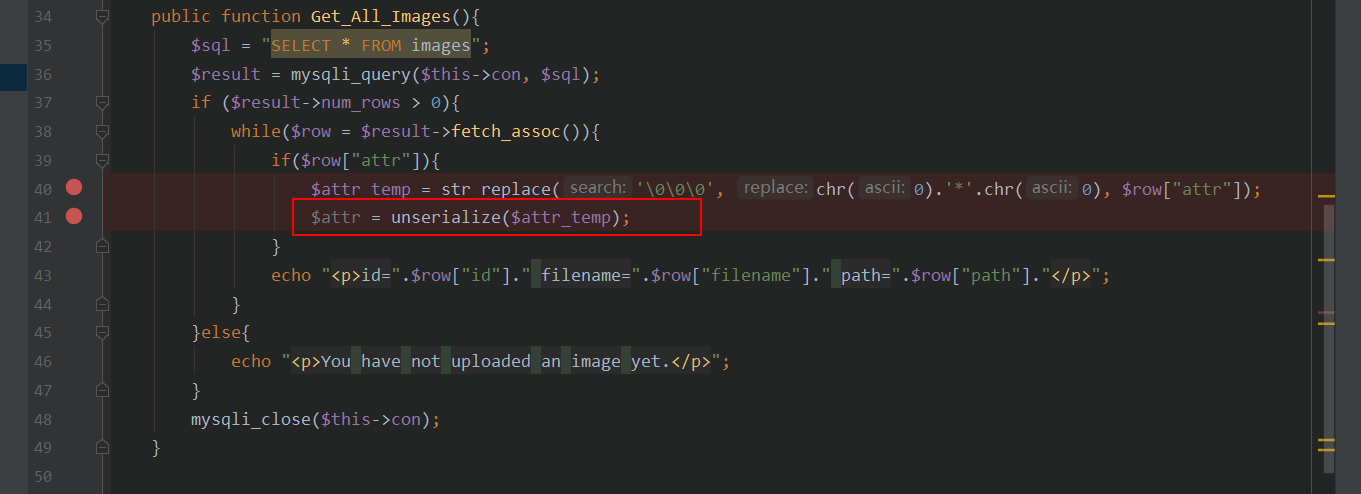 34 public function Get_All_Images(){
35 $sql = "SELECT * FROM images";
36 $result = mysqli_query($this->con, $sql);
37 if ($result->num_rows > 0){
38 while($row = $result->fetch_assoc()){
39 if($row["attr"]){
40 $attr_temp = str_replace( search: '\0\0\0', replace: chr( ascii: 0).'*'.chr( ascii: 0), $row["attr"]);
41 $attr = unserialize($attr_temp);
42 }
43 echo "<p>id=".$row["id"]." filename=".$row["filename"]." path=".$row["path"]."</p>";
44 }
45 }else{
46 echo "<p>You have not uploaded an image yet.</p>";
47 }
48 mysqli_close($this->con);
49 }
50